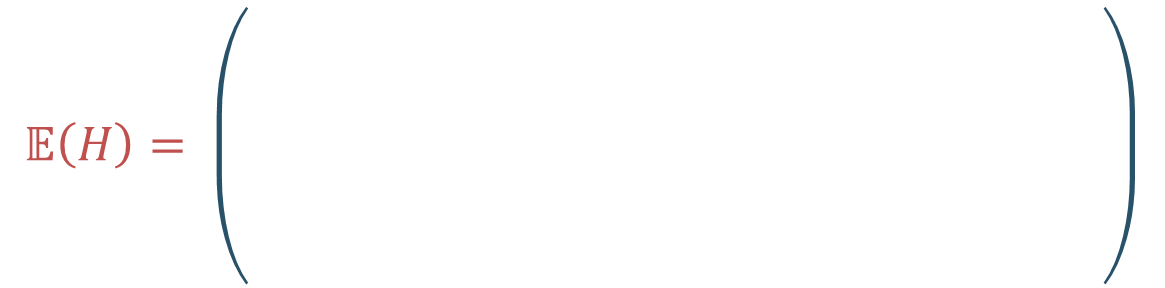 𝔼(𝐻) = ( )